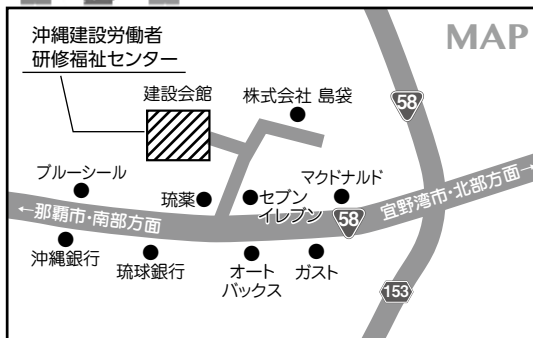 沖縄建設労働者
研修福祉センター
MAP
建設会館
株式会社 島袋
58
ブルーシール
琉薬
セブン
イレブン
マクドナルド
←那覇市・南部方面
58
宜野湾市・北部方面→
沖縄銀行
琉球銀行
オート
バックス
ガスト
153